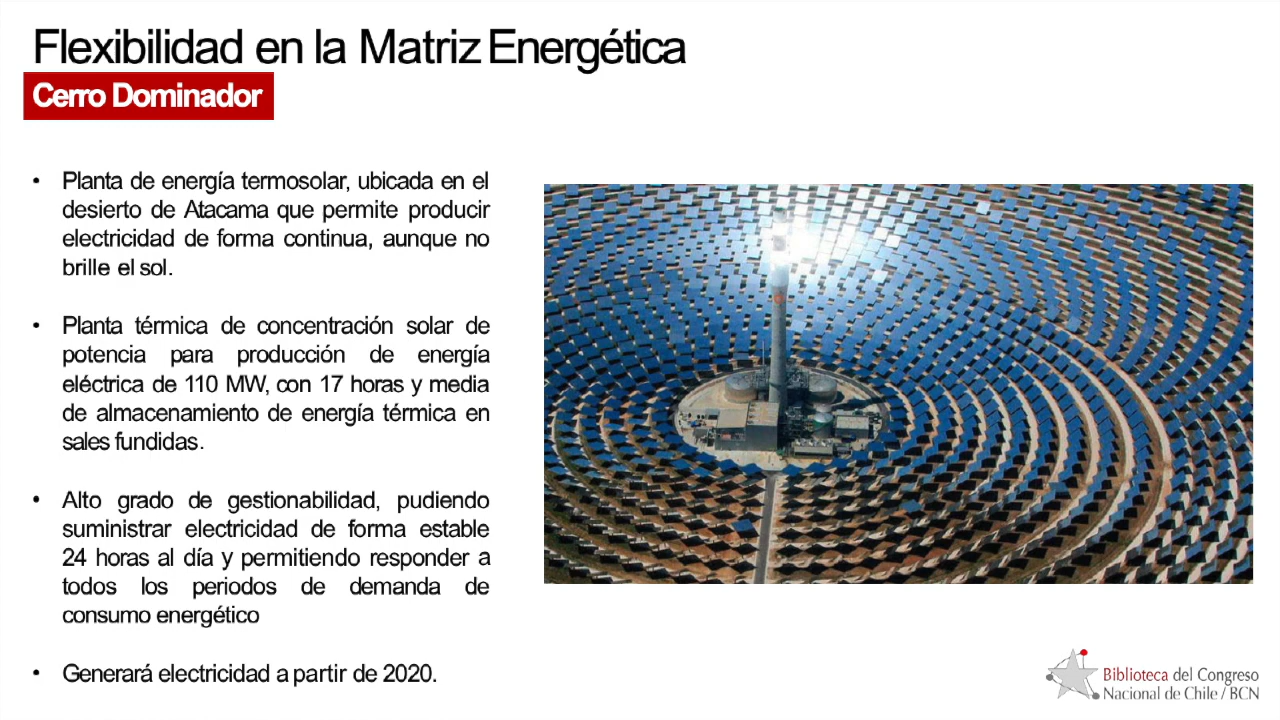 Flexibilidad en la Matriz Energética
Cerro Dominador
• Planta de energía termosolar, ubicada en el
desierto de Atacama que permite producir
electricidad de forma continua, aunque no
brille el sol.
• Planta térmica de concentración solar de
potencia para producción de energía
eléctrica de 110 MW, con 17 horas y media
de almacenamiento de energía térmica en
sales fundidas.
• Alto grado de gestionabilidad, pudiendo
suministrar electricidad de forma estable
24 horas al día y permitiendo responder a
todos los periodos de demanda de
consumo energético
• Generará electricidad a partir de 2020.
Biblioteca del Congreso
Nacional de Chile / BCN